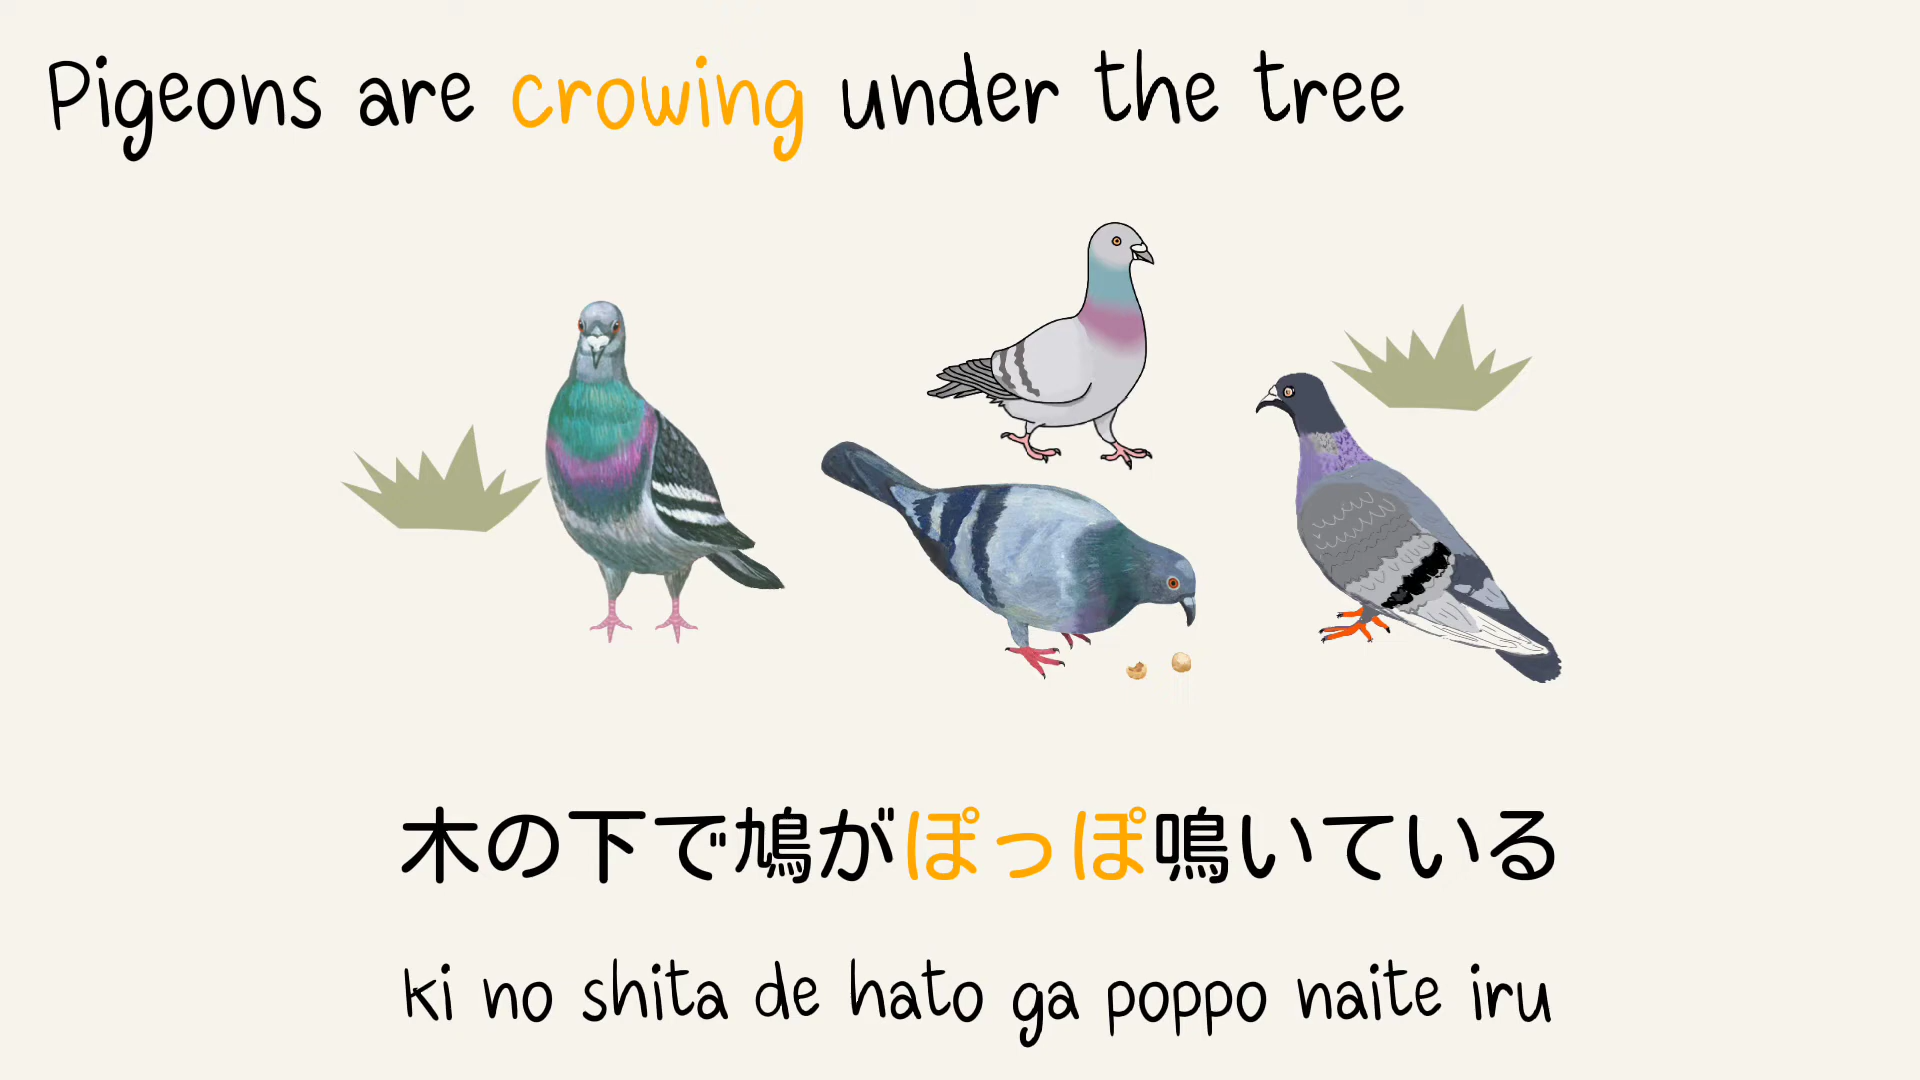 Pigeons are crowing under the tree
木の下で鳩がぽっぽ鳴いている
ki no shita de hato ga poppo naite iru